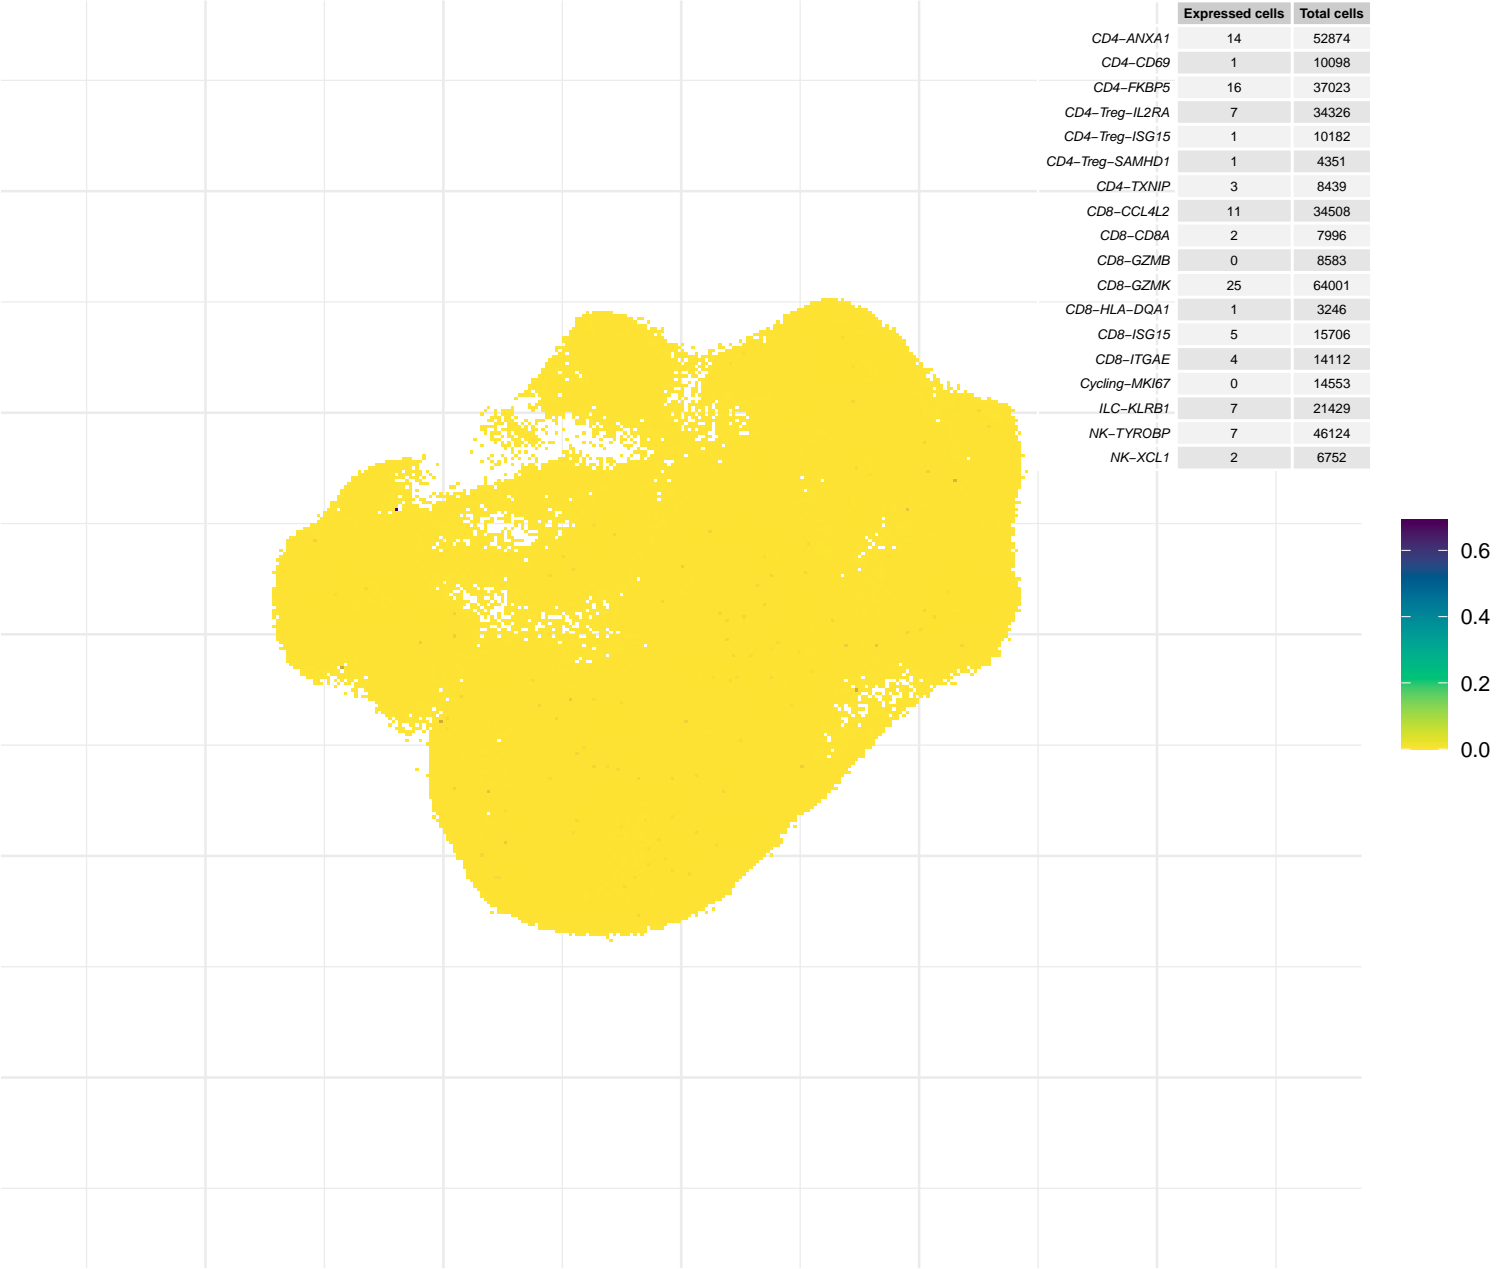 Expressed cells Total cells
CD4−ANXA1 14 52874
CD4−CD69 1 10098
CD4−FKBP5 16 37023
CD4−Treg−IL2RA 7 34326
CD4−Treg−ISG15 1 10182
CD4−Treg−SAMHD1 1 4351
CD4−TXNIP 3 8439
CD8−CCL4L2 11 34508
CD8−CD8A 2 7996
CD8−GZMB 0 8583
CD8−GZMK 25 64001
CD8−HLA−DQA1 1 3246
CD8−ISG15 5 15706
CD8−ITGAE 4 14112
Cycling−MKI67 0 14553
ILC−KLRB1 7 21429
NK−TYROBP 7 46124
NK−XCL1 2 6752
0.6
0.4
0.2
0.0